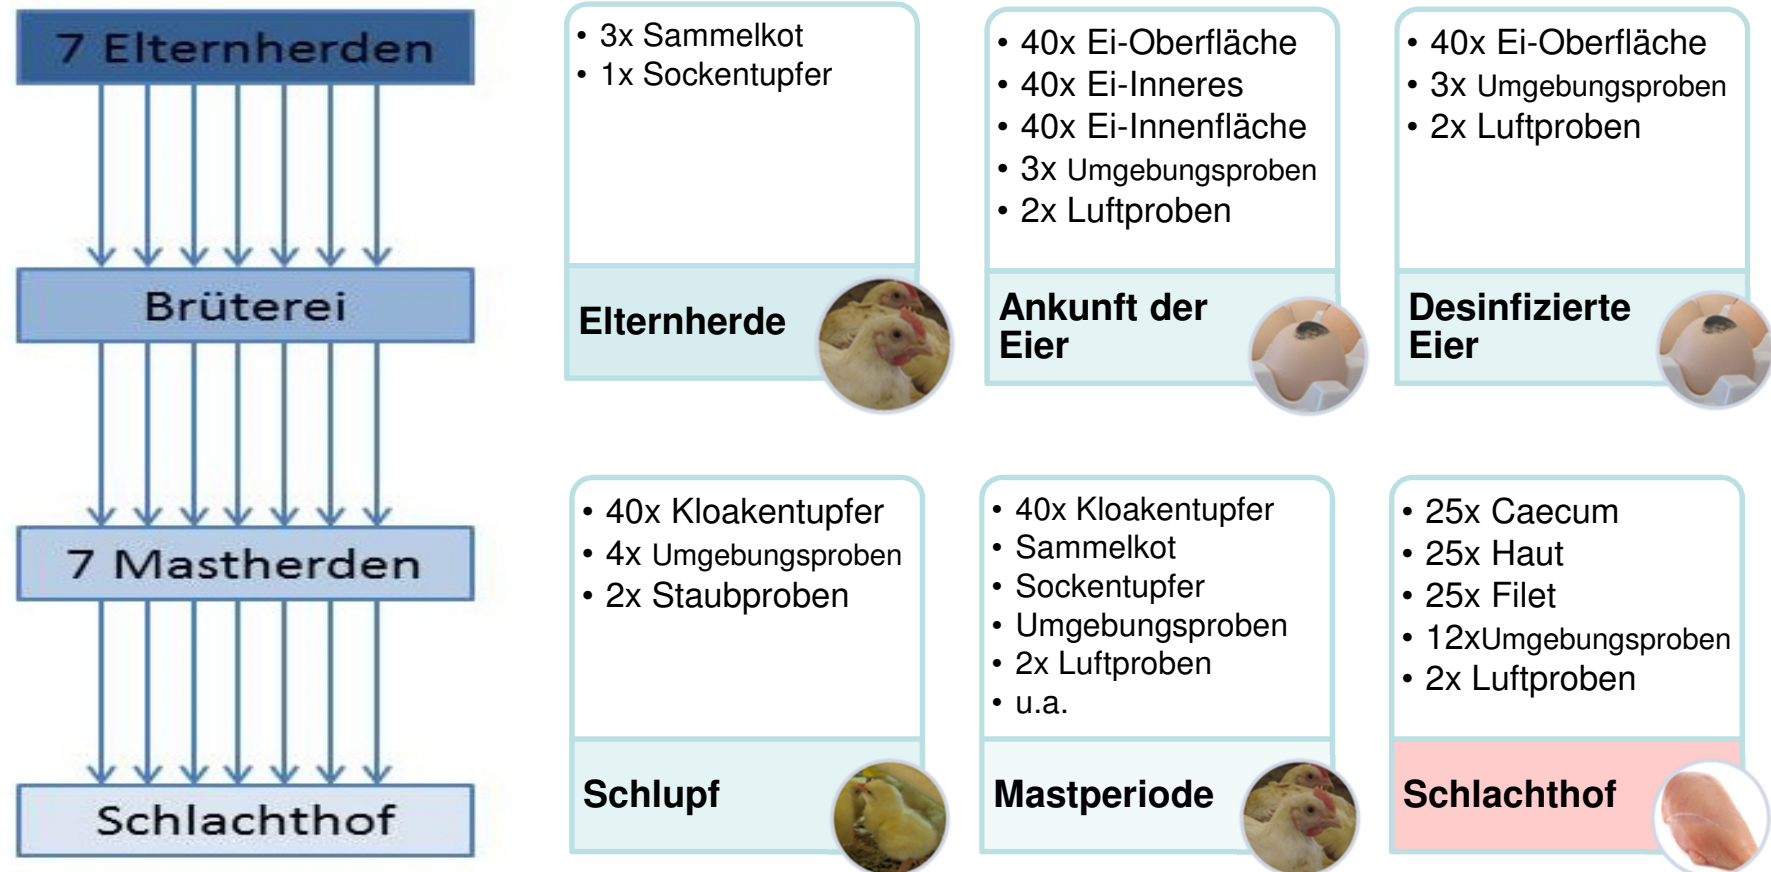 7 Elternherden
Brüterei
7 Mastherden
Schlachthof
• 3x Sammelkot
• 1x Sockentupfer
Elternherde
• 40x Ei-Oberfläche
• 40x Ei-Inneres
• 40x Ei-Innenfläche
• 3x Umgebungsproben
• 2x Luftproben
Ankunft der
Eier
• 40x Ei-Oberfläche
• 3x Umgebungsproben
• 2x Luftproben
Desinfizierte
Eier
• 40x Kloakentupfer
• 4x Umgebungsproben
• 2x Staubproben
Schlupf
• 40x Kloakentupfer
• Sammelkot
• Sockentupfer
• Umgebungsproben
• 2x Luftproben
• u.a.
Mastperiode
• 25x Caecum
• 25x Haut
• 25x Filet
• 12xUmgebungsproben
• 2x Luftproben
Schlachthof